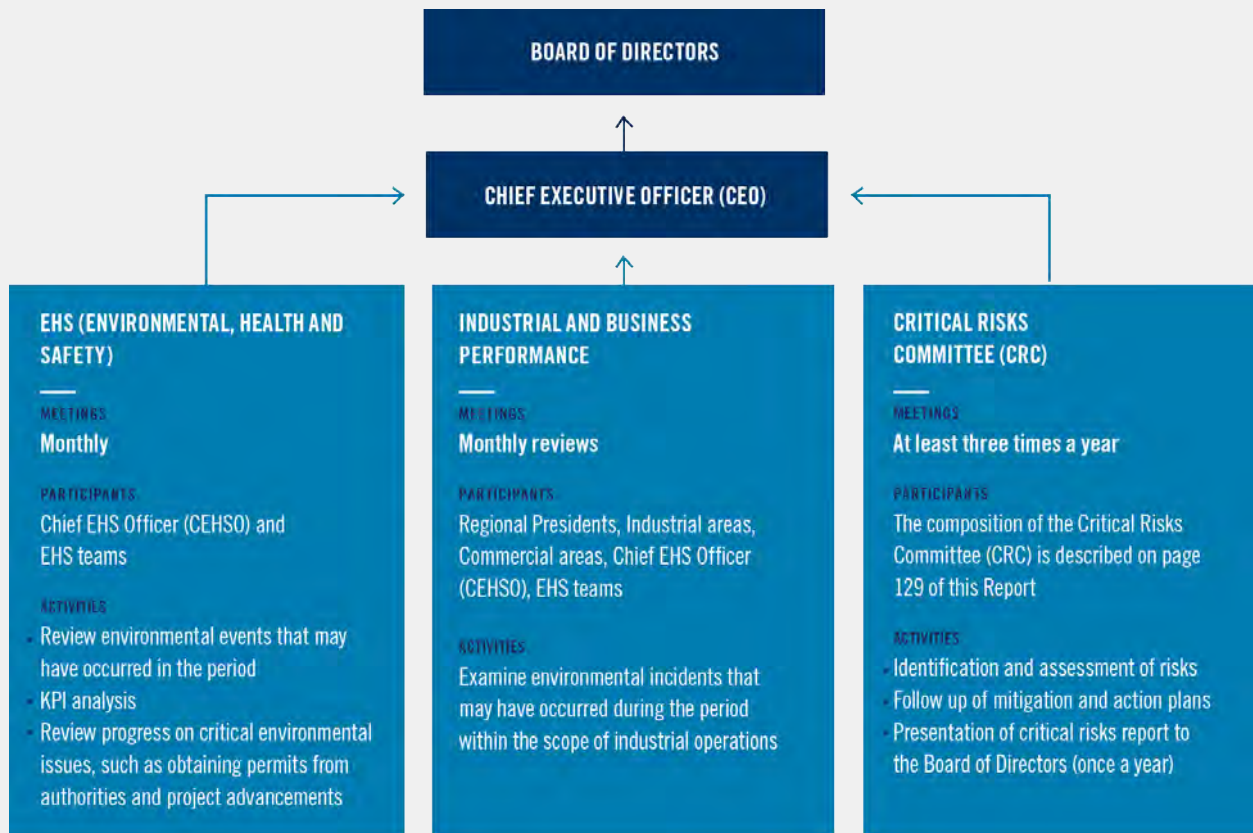 BOARD OF DIRECTORS
CHIEF EXECUTIVE OFFICER (CEO)
EHS (ENVIRONMENTAL, HEALTH AND
SAFETY)
MEETINGS
Monthly
PARTICIPANTS
Chief EHS Officer (CEHSO) and
EHS teams
ACTIVITIES
- Review environmental events that may
have occurred in the period
- KPI analysis
- Review progress on critical environmental
issues, such as obtaining permits from
authorities and project advancements
INDUSTRIAL AND BUSINESS
PERFORMANCE
MEETINGS
Monthly reviews
PARTICIPANTS
Regional Presidents, Industrial areas,
Commercial areas, Chief EHS Officer
(CEHSO), EHS teams
ACTIVITIES
Examine environmental incidents that
may have occurred during the period
within the scope of industrial operations
CRITICAL RISKS
COMMITTEE (CRC)
MEETINGS
At least three times a year
PARTICIPANTS
The composition of the Critical Risks
Committee (CRC) is described on page
129 of this Report
ACTIVITIES
- Identification and assessment of risks
- Follow up of mitigation and action plans
- Presentation of critical risks report to
the Board of Directors (once a year)